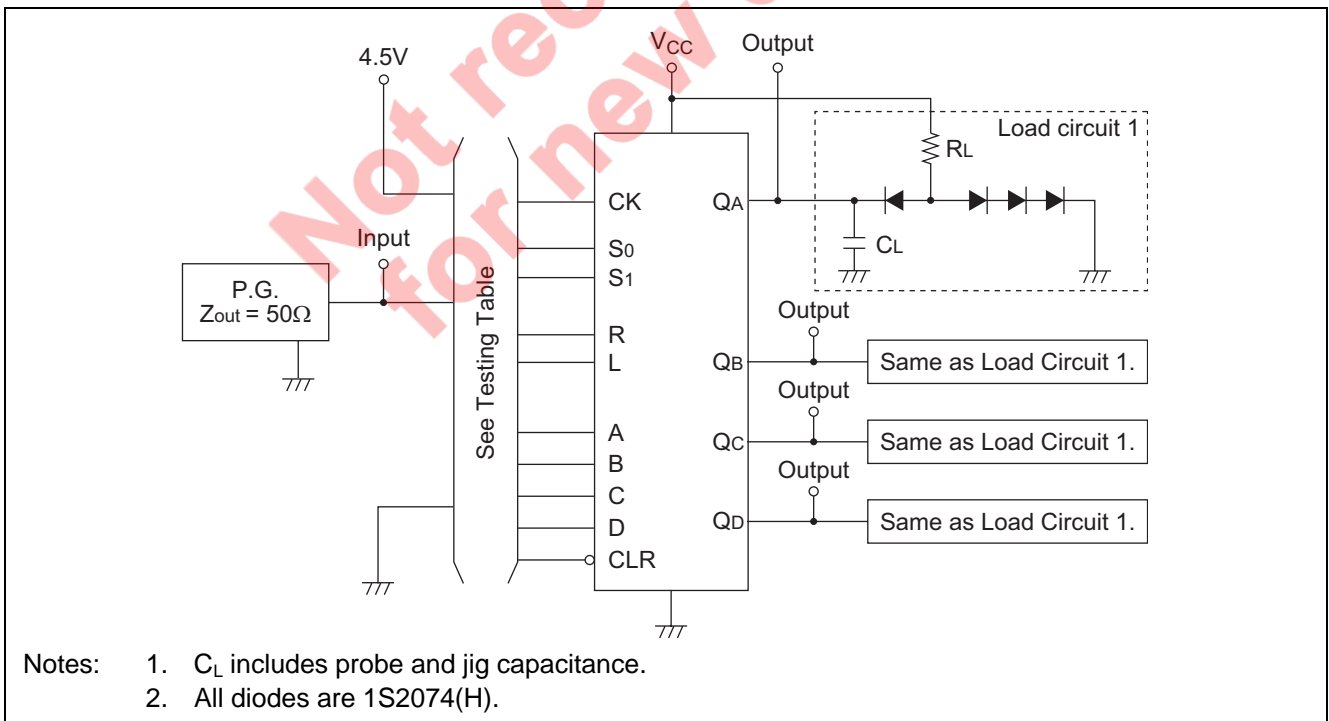 Not rec
for new
4.5V
VCC
Output
Load circuit 1
RL
CK
QA
Input
S0
CL
S1
P.G.
Zout = 50Ω
See Testing Table
Output
R
QB
Same as Load Circuit 1.
L
Output
A
QC
Same as Load Circuit 1.
B
Output
C
QD
Same as Load Circuit 1.
D
CLR
Notes: 1. CL includes probe and jig capacitance.
2. All diodes are 1S2074(H).